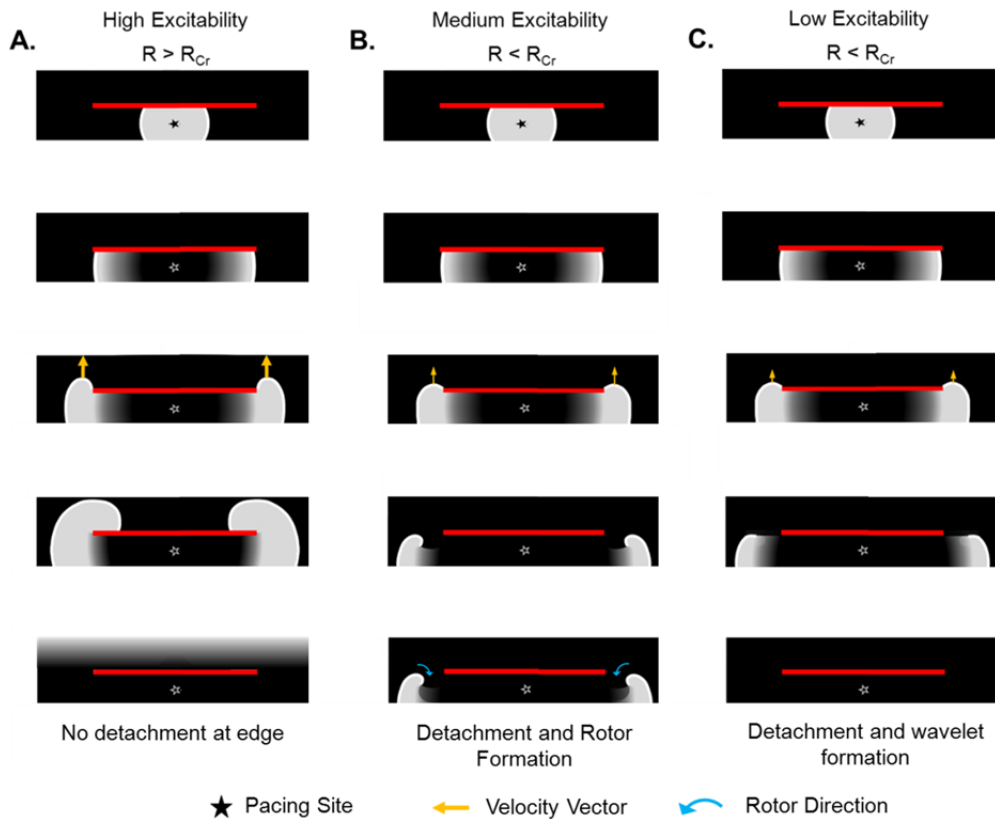 High Excitability
Medium Excitability
Low Excitability
A.
B.
C.
R > RCr
R < RCr
R < RCr
No detachment at edge
Detachment and Rotor
Formation
Detachment and wavelet
formation
Pacing Site
Velocity Vector
Rotor Direction